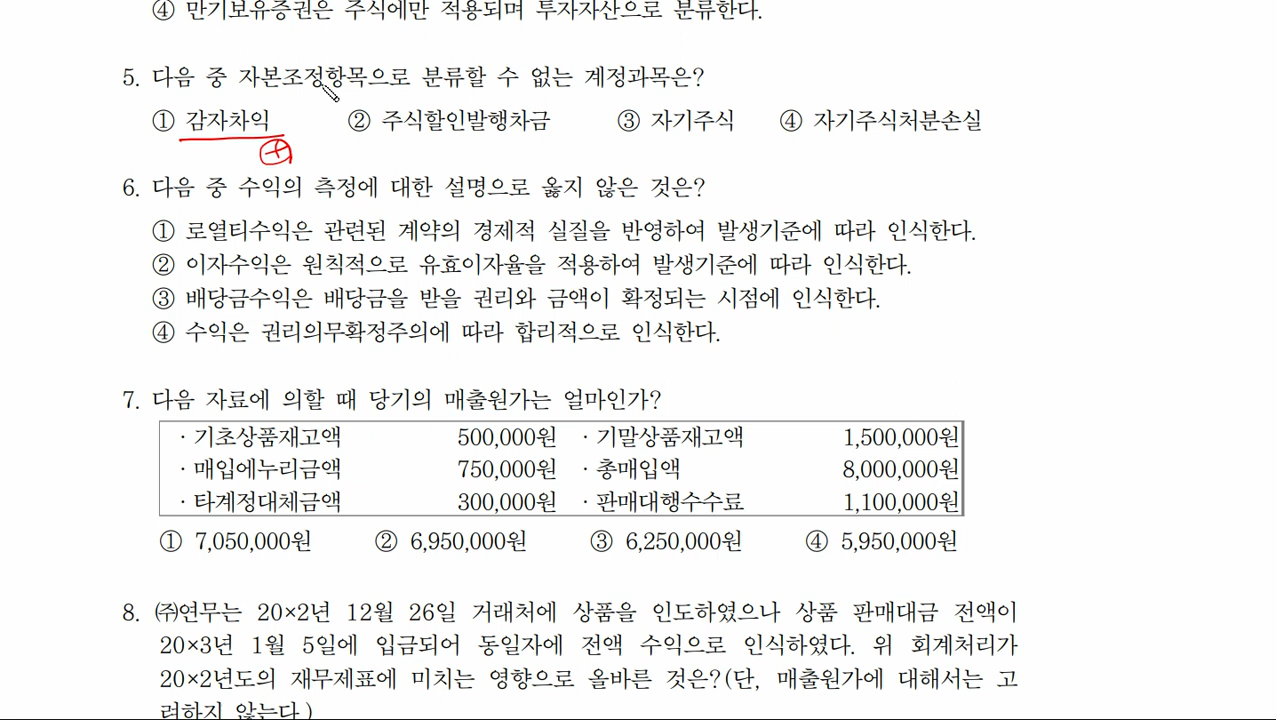 ④ 만기보유증권은 주식에만 적용되며 투자자산으로 분류한다.
5. 다음 중 자본조정항목으로 분류할 수 없는 계정과목은?
① 감자차익 ② 주식할인발행차금 ③ 자기주식 ④ 자기주식처분손실
+
6. 다음 중 수익의 측정에 대한 설명으로 옳지 않은 것은?
① 로열티수익은 관련된 계약의 경제적 실질을 반영하여 발생기준에 따라 인식한다.
② 이자수익은 원칙적으로 유효이자율을 적용하여 발생기준에 따라 인식한다.
③ 배당금수익은 배당금을 받을 권리와 금액이 확정되는 시점에 인식한다.
④ 수익은 권리의무확정주의에 따라 합리적으로 인식한다.
7. 다음 자료에 의할 때 당기의 매출원가는 얼마인가?
· 기초상품재고액 500,000원 · 기말상품재고액 1,500,000원
· 매입에누리금액 750,000원 · 총매입액 8,000,000원
· 타계정대체금액 300,000원 · 판매대행수수료 1,100,000원
① 7,050,000원 ② 6,950,000원 ③ 6,250,000원 ④ 5,950,000원
8. ㈜연무는 20×2년 12월 26일 거래처에 상품을 인도하였으나 상품 판매대금 전액이
20×3년 1월 5일에 입금되어 동일자에 전액 수익으로 인식하였다. 위 회계처리가
20×2년도의 재무제표에 미치는 영향으로 올바른 것은?(단, 매출원가에 대해서는 고
려하지 않는다.)